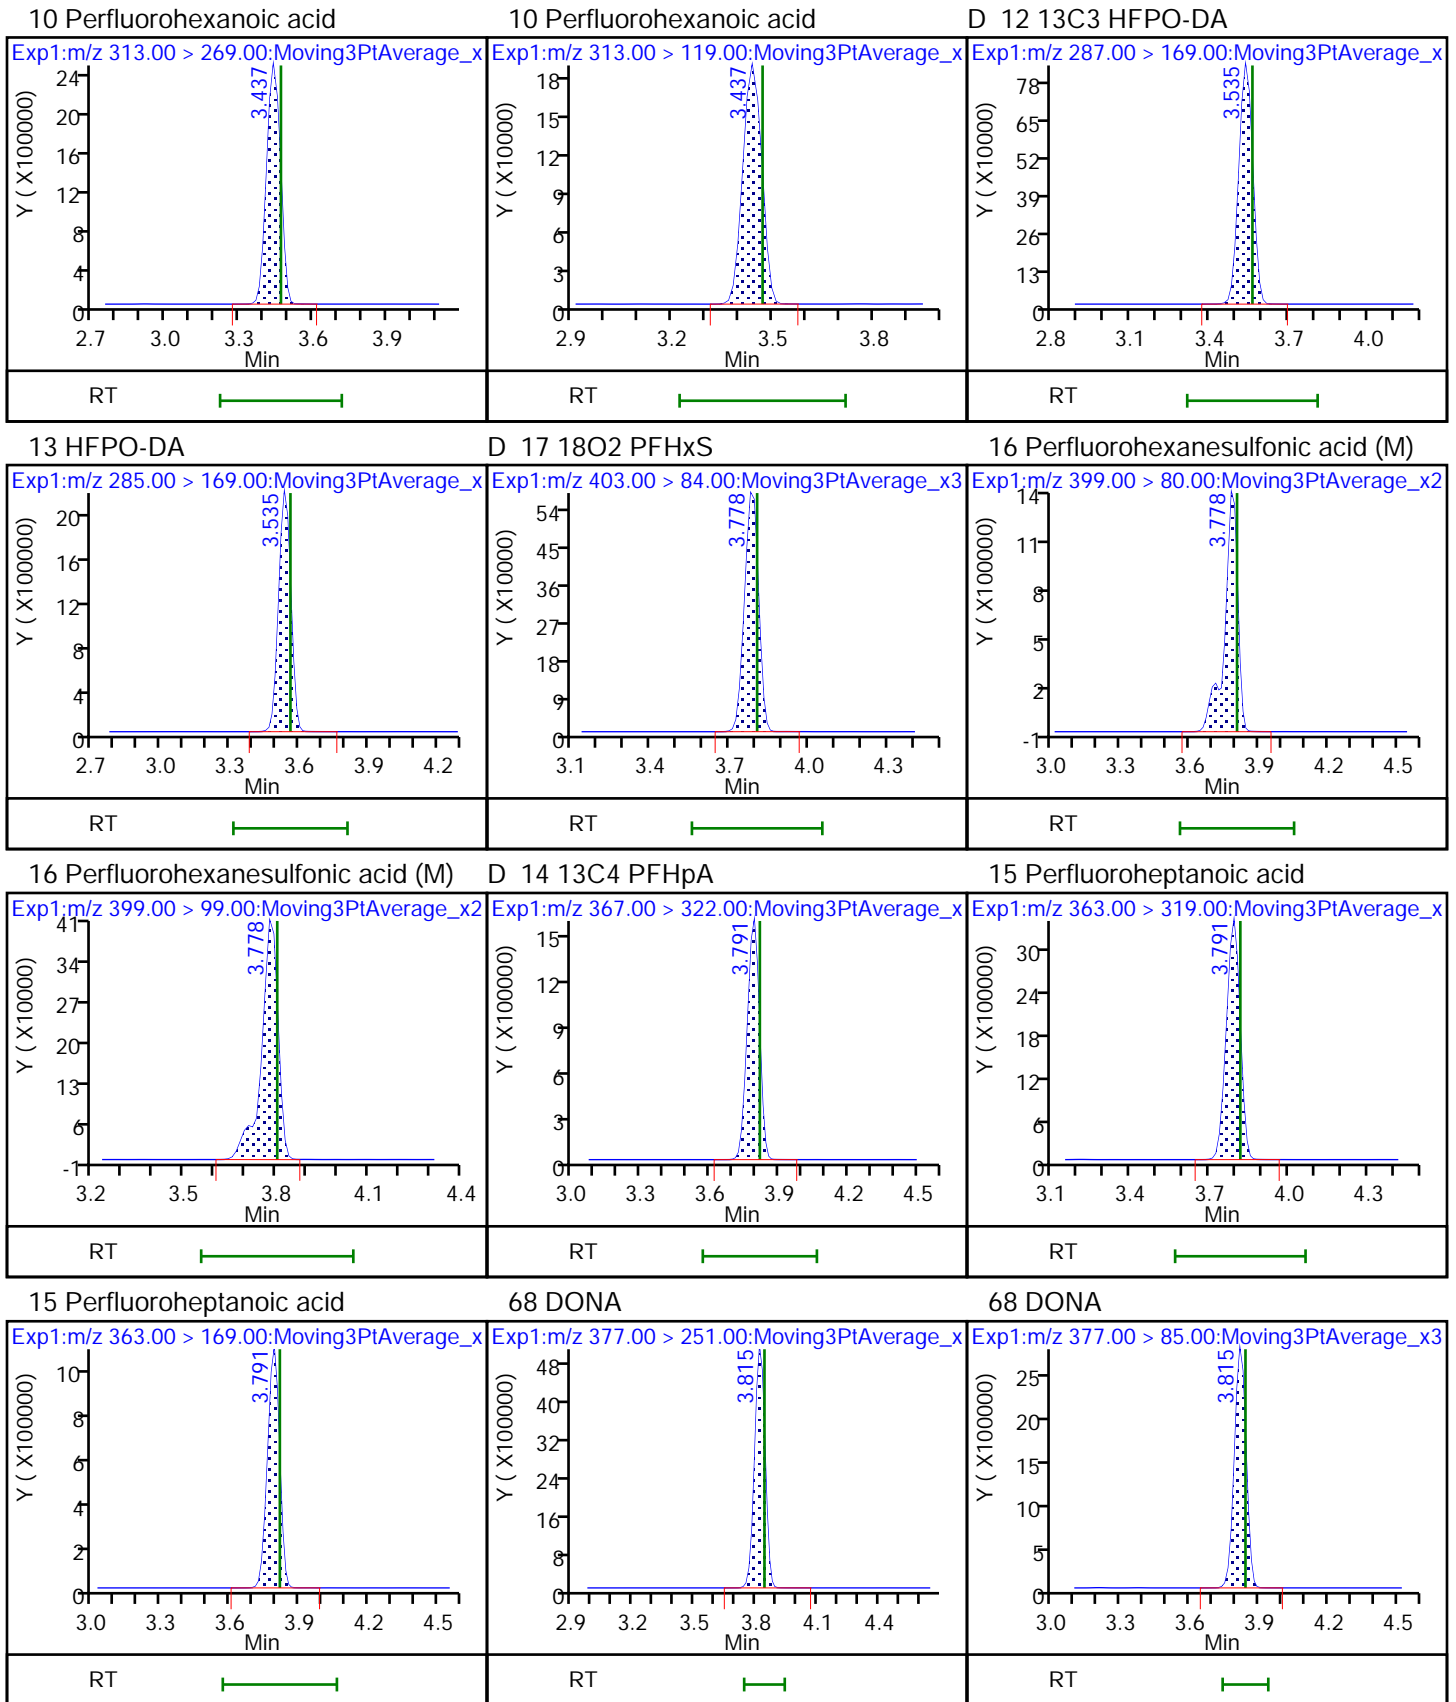 10 Perfluorohexanoic acid
Exp1:m/z 313.00 > 269.00:Moving3PtAverage_x
3.437
Y ( X100000)
24
20
16
12
8
4
0
2.7 3.0 3.3 3.6 3.9
Min
RT
10 Perfluorohexanoic acid
Exp1:m/z 313.00 > 119.00:Moving3PtAverage_x
3.437
Y ( X100000)
18
15
12
9
6
3
0
2.9 3.2 3.5 3.8
Min
RT
D 12 13C3 HFPO-DA
Exp1:m/z 287.00 > 169.00:Moving3PtAverage_x
3.535
Y ( X100000)
78
65
52
39
26
13
0
2.8 3.1 3.4 3.7 4.0
Min
RT
13 HFPO-DA
Exp1:m/z 285.00 > 169.00:Moving3PtAverage_x
3.535
Y ( X100000)
20
16
12
8
4
0
2.7 3.0 3.3 3.6 3.9 4.2
Min
RT
D 17 18O2 PFHxS
Exp1:m/z 403.00 > 84.00:Moving3PtAverage_x3
3.778
Y ( X10000)
54
45
36
27
18
9
0
3.1 3.4 3.7 4.0 4.3
Min
RT
16 Perfluorohexanesulfonic acid (M)
Exp1:m/z 399.00 > 80.00:Moving3PtAverage_x2
3.778
Y ( X100000)
14
11
8
5
2
-1
3.0 3.3 3.6 3.9 4.2 4.5
Min
RT
16 Perfluorohexanesulfonic acid (M)
Exp1:m/z 399.00 > 99.00:Moving3PtAverage_x2
3.778
Y ( X10000)
41
34
27
20
13
6
-1
3.2 3.5 3.8 4.1 4.4
Min
RT
D 14 13C4 PFHpA
Exp1:m/z 367.00 > 322.00:Moving3PtAverage_x
3.791
Y ( X100000)
15
12
9
6
3
0
3.0 3.3 3.6 3.9 4.2 4.5
Min
RT
15 Perfluoroheptanoic acid
Exp1:m/z 363.00 > 319.00:Moving3PtAverage_x
3.791
Y ( X100000)
30
24
18
12
6
0
3.1 3.4 3.7 4.0 4.3
Min
RT
15 Perfluoroheptanoic acid
Exp1:m/z 363.00 > 169.00:Moving3PtAverage_x
3.791
Y ( X100000)
10
8
6
4
2
0
3.0 3.3 3.6 3.9 4.2 4.5
Min
RT
68 DONA
Exp1:m/z 377.00 > 251.00:Moving3PtAverage_x
3.815
Y ( X100000)
48
40
32
24
16
8
0
2.9 3.2 3.5 3.8 4.1 4.4
Min
RT
68 DONA
Exp1:m/z 377.00 > 85.00:Moving3PtAverage_x3
3.815
Y ( X100000)
25
20
15
10
5
0
3.0 3.3 3.6 3.9 4.2 4.5
Min
RT